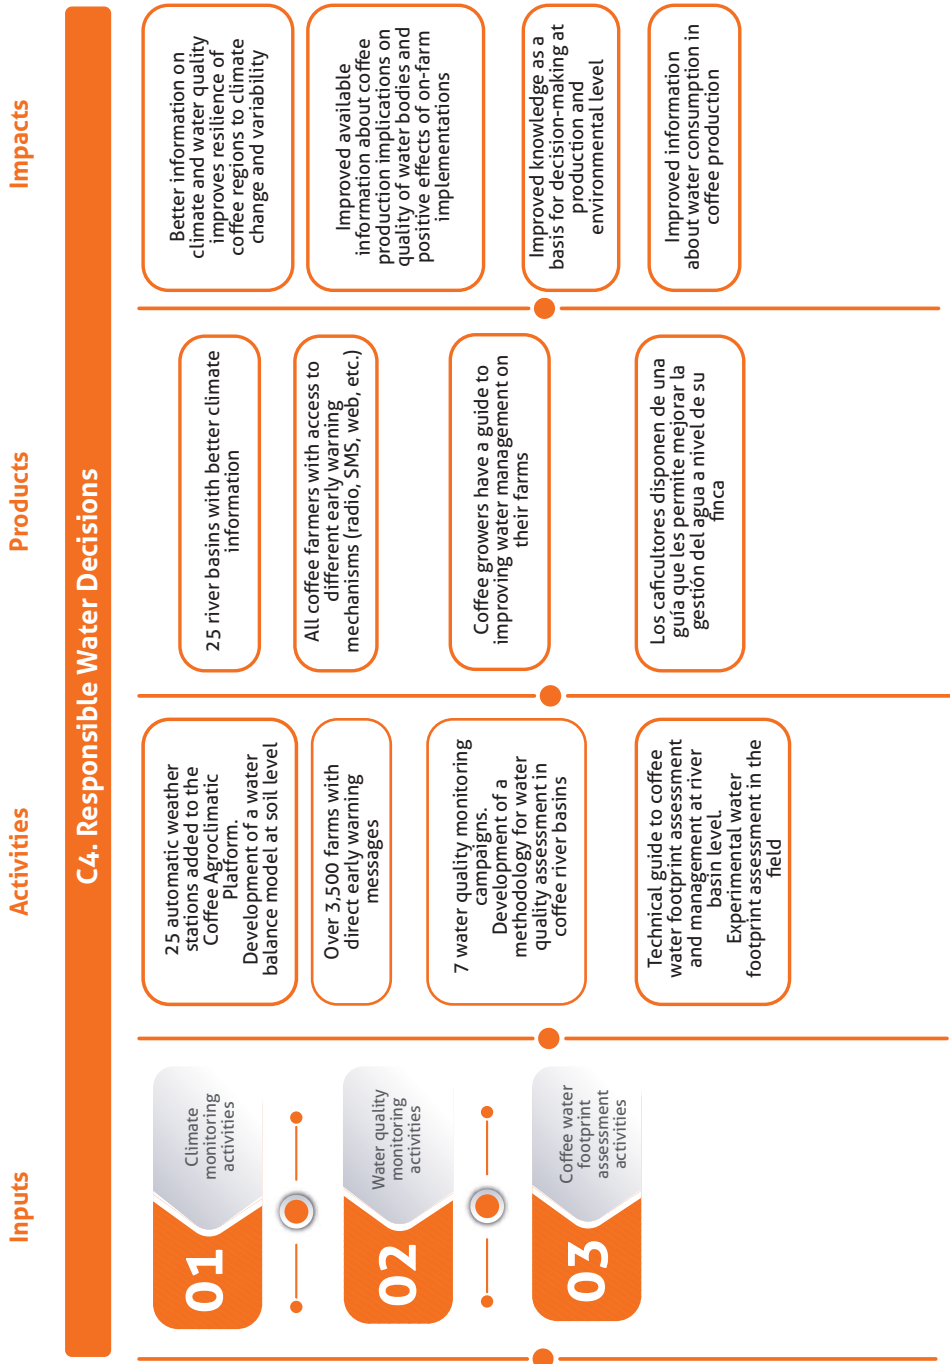 C4. Responsible Water Decisions
Inputs
Activities
Products
Impacts
01
Climate
monitoring
activities
25 automatic weather
stations added to the
Coffee Agroclimatic
Platform.
Development of a water
balance model at soil level
Over 3,500 farms with
direct early warning
messages
25 river basins with better climate
information
All coffee farmers with access to
different early warning
mechanisms (radio, SMS, web, etc.)
Better information on
climate and water quality
improves resilience of
coffee regions to climate
change and variability
Improved available
information about coffee
production implications on
quality of water bodies and
positive effects of on-farm
implementations
02
Water quality
monitoring
activities
7 water quality monitoring
campaigns.
Development of a
methodology for water
quality assessment in
coffee river basins
Coffee growers have a guide to
improving water management on
their farms
Improved knowledge as a
basis for decision-making at
production and
environmental level
03
Coffee water
footprint
assessment
activities
Technical guide to coffee
water footprint assessment
and management at river
basin level.
Experimental water
footprint assessment in the
field
Los caficultores disponen de una
guía que les permite mejorar la
gestión del agua a nivel de su
finca
Improved information
about water consumption in
coffee production